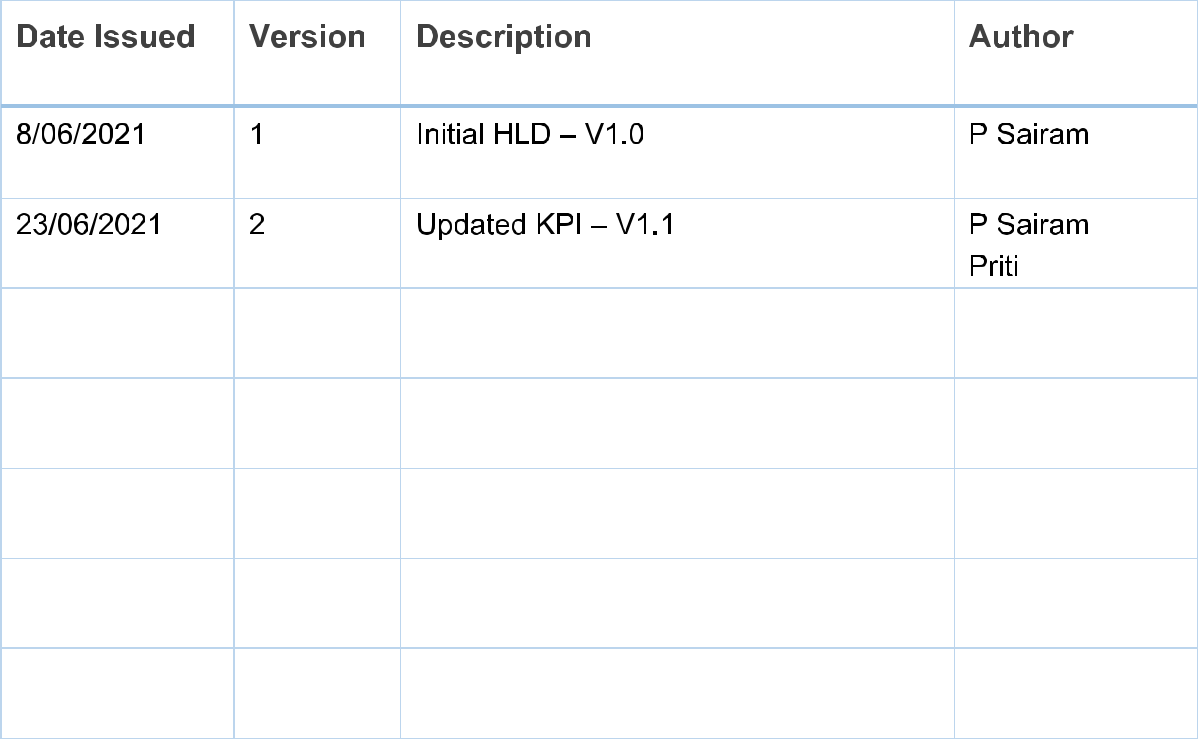 Date Issued Version Description Author
8/06/2021 1 Initial HLD – V1.0 P Sairam
23/06/2021 2 Updated KPI – V1.1 P Sairam
Priti